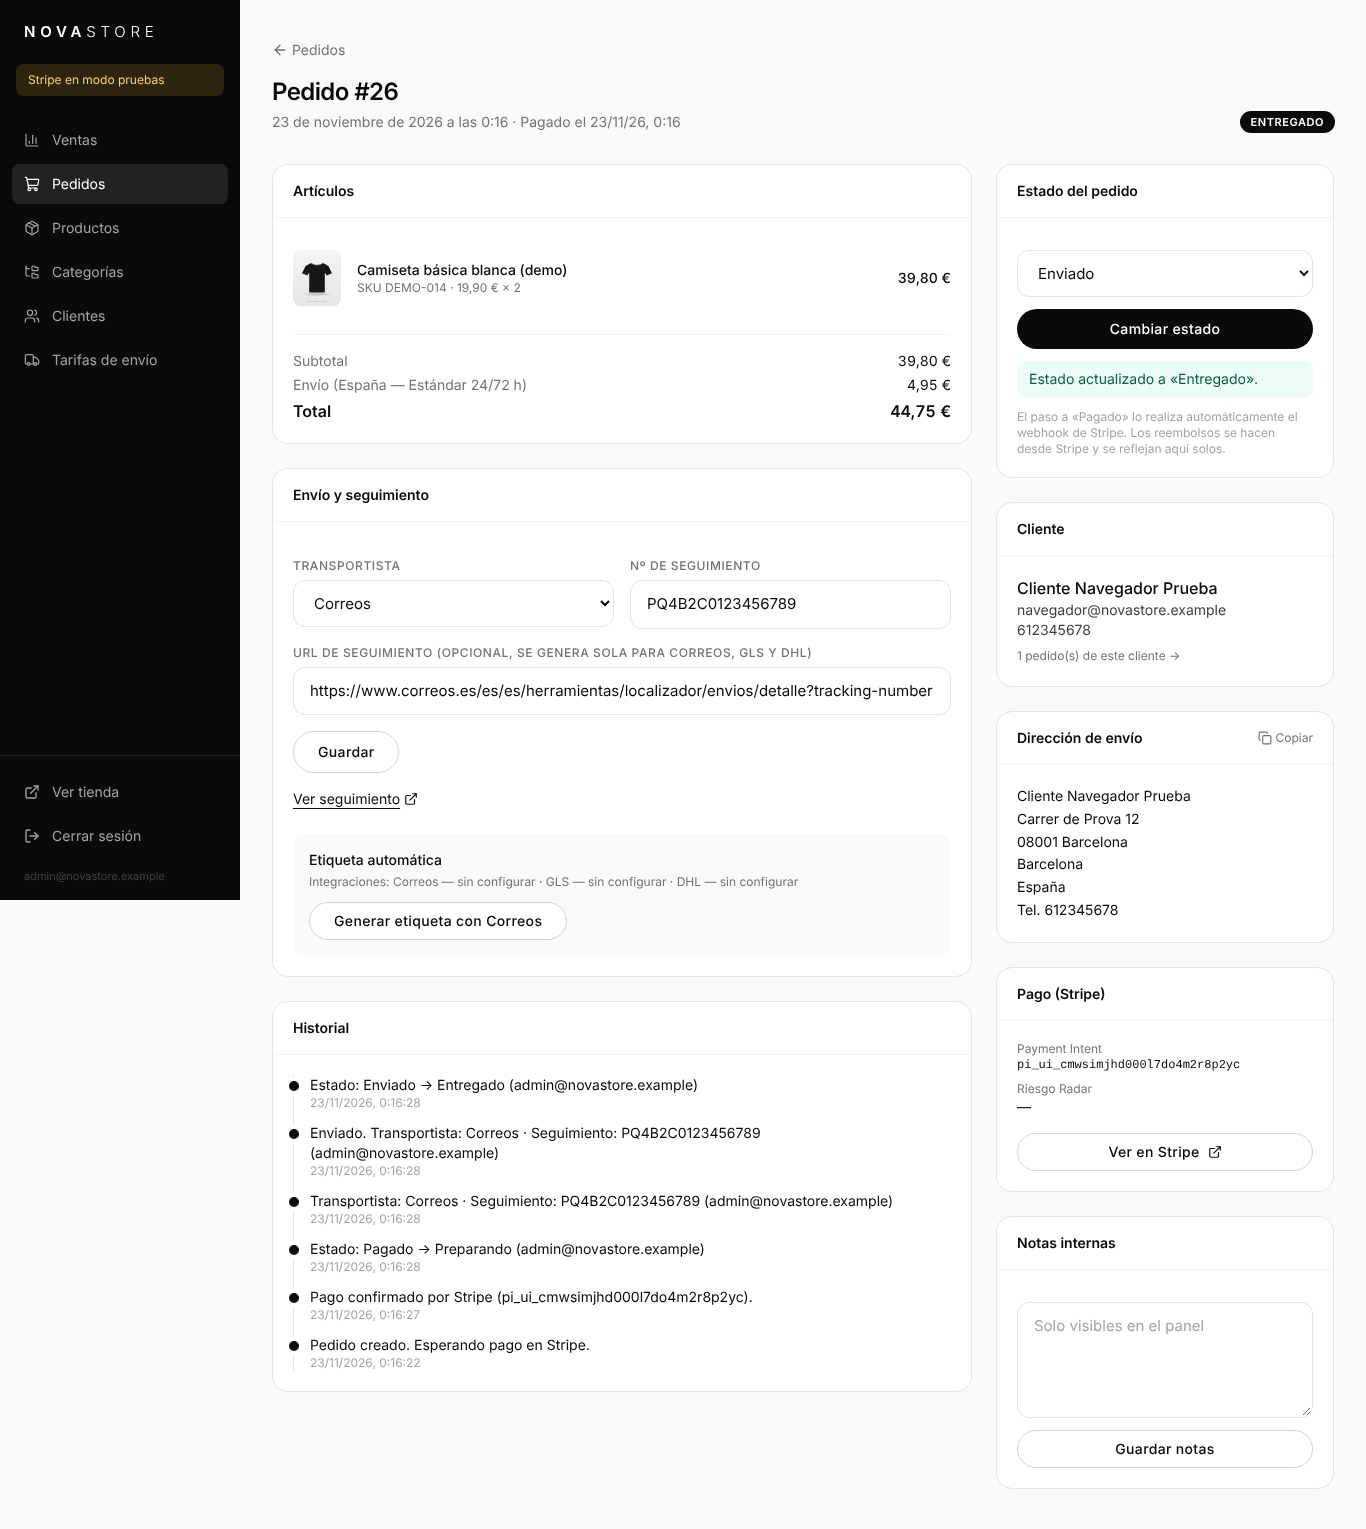 NOVASTORE
Stripe en modo pruebas
Ventas
Pedidos
Productos
Categorías
Clientes
Tarifas de envío
Ver tienda
Cerrar sesión
admin@novastore.example
Pedidos
Pedido #26
23 de noviembre de 2026 a las 0:16 · Pagado el 23/11/26, 0:16
ENTREGADO
Artículos
Camiseta básica blanca (demo)
SKU DEMO-014 · 19,90 € × 2
39,80 €
Subtotal
39,80 €
Envío (España — Estándar 24/72 h)
4,95 €
Total
44,75 €
Envío y seguimiento
TRANSPORTISTA
Correos
Nº DE SEGUIMIENTO
PQ4B2C0123456789
URL DE SEGUIMIENTO (OPCIONAL, SE GENERA SOLA PARA CORREOS, GLS Y DHL)
https://www.correos.es/es/es/herramientas/localizador/envios/detalle?tracking-number
Guardar
Ver seguimiento
Etiqueta automática
Integraciones: Correos — sin configurar · GLS — sin configurar · DHL — sin configurar
Generar etiqueta con Correos
Historial
Estado: Enviado → Entregado (admin@novastore.example)
23/11/2026, 0:16:28
Enviado. Transportista: Correos · Seguimiento: PQ4B2C0123456789
(admin@novastore.example)
23/11/2026, 0:16:28
Transportista: Correos · Seguimiento: PQ4B2C0123456789 (admin@novastore.example)
23/11/2026, 0:16:28
Estado: Pagado → Preparando (admin@novastore.example)
23/11/2026, 0:16:28
Pago confirmado por Stripe (pi_ui_cmwsimjhd000l7do4m2r8p2yc).
23/11/2026, 0:16:27
Pedido creado. Esperando pago en Stripe.
23/11/2026, 0:16:22
Estado del pedido
Enviado
Cambiar estado
Estado actualizado a «Entregado».
El paso a «Pagado» lo realiza automáticamente el
webhook de Stripe. Los reembolsos se hacen
desde Stripe y se reflejan aquí solos.
Cliente
Cliente Navegador Prueba
navegador@novastore.example
612345678
1 pedido(s) de este cliente →
Dirección de envío
Copiar
Cliente Navegador Prueba
Carrer de Prova 12
08001 Barcelona
Barcelona
España
Tel. 612345678
Pago (Stripe)
Payment Intent
pi_ui_cmwsimjhd000l7do4m2r8p2yc
Riesgo Radar
—
Ver en Stripe
Notas internas
Solo visibles en el panel
Guardar notas